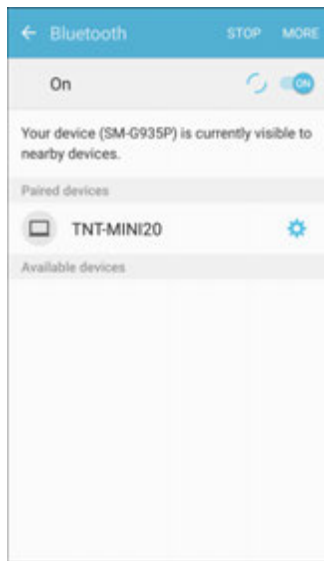 Bluetooth STOP MORE
On ON
Your device (SM-G935P) is currently visible to
nearby devices.
Paired devices
TNT-MINI20
Available devices